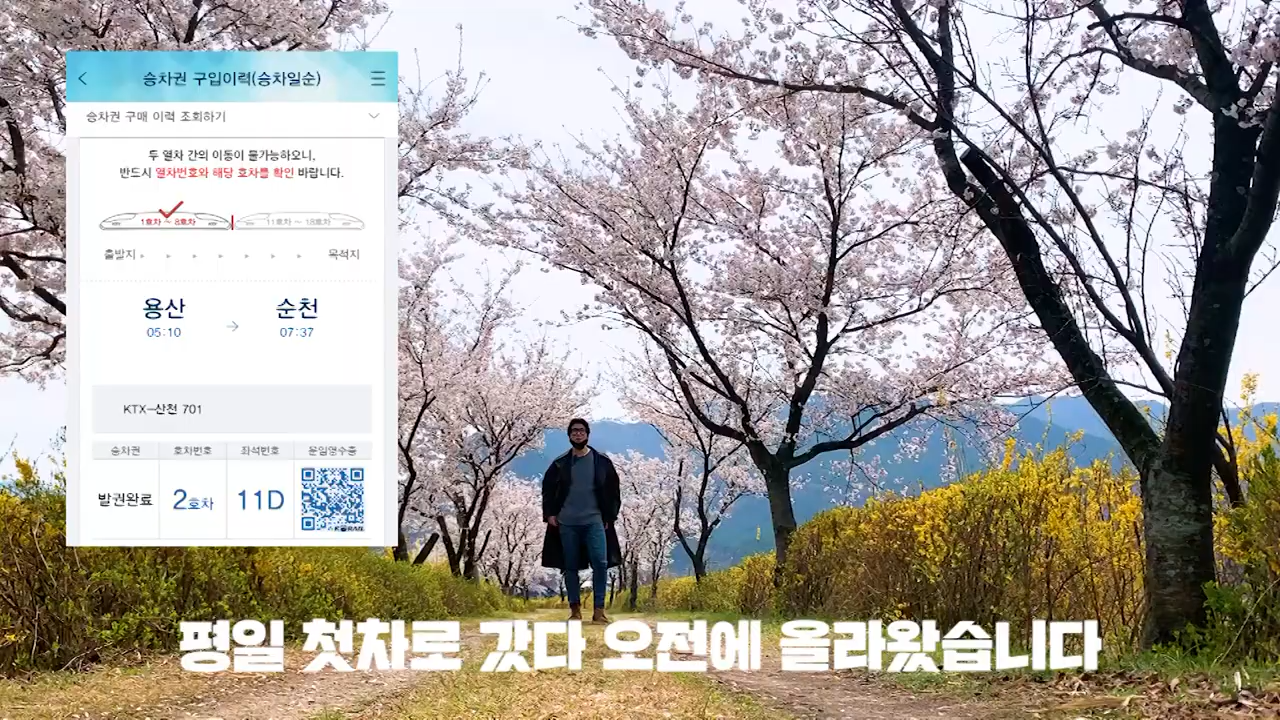 승차권 구입이력(승차일순)
승차권 구매 이력 조회하기
두 열차 간의 이동이 불가능하오니,
반드시 열차번호와 해당 호차를 확인 바랍니다.
1호차 ~ 8호차 11호차 ~ 18호차
출발지 목적지
용산 순천
05:10 07:37
KTX-산천 701
승차권 호차번호 좌석번호 운임영수증
발권완료 2호차 11D
KORAIL
평일 첫차로 갔다 오전에 올라왔습니다